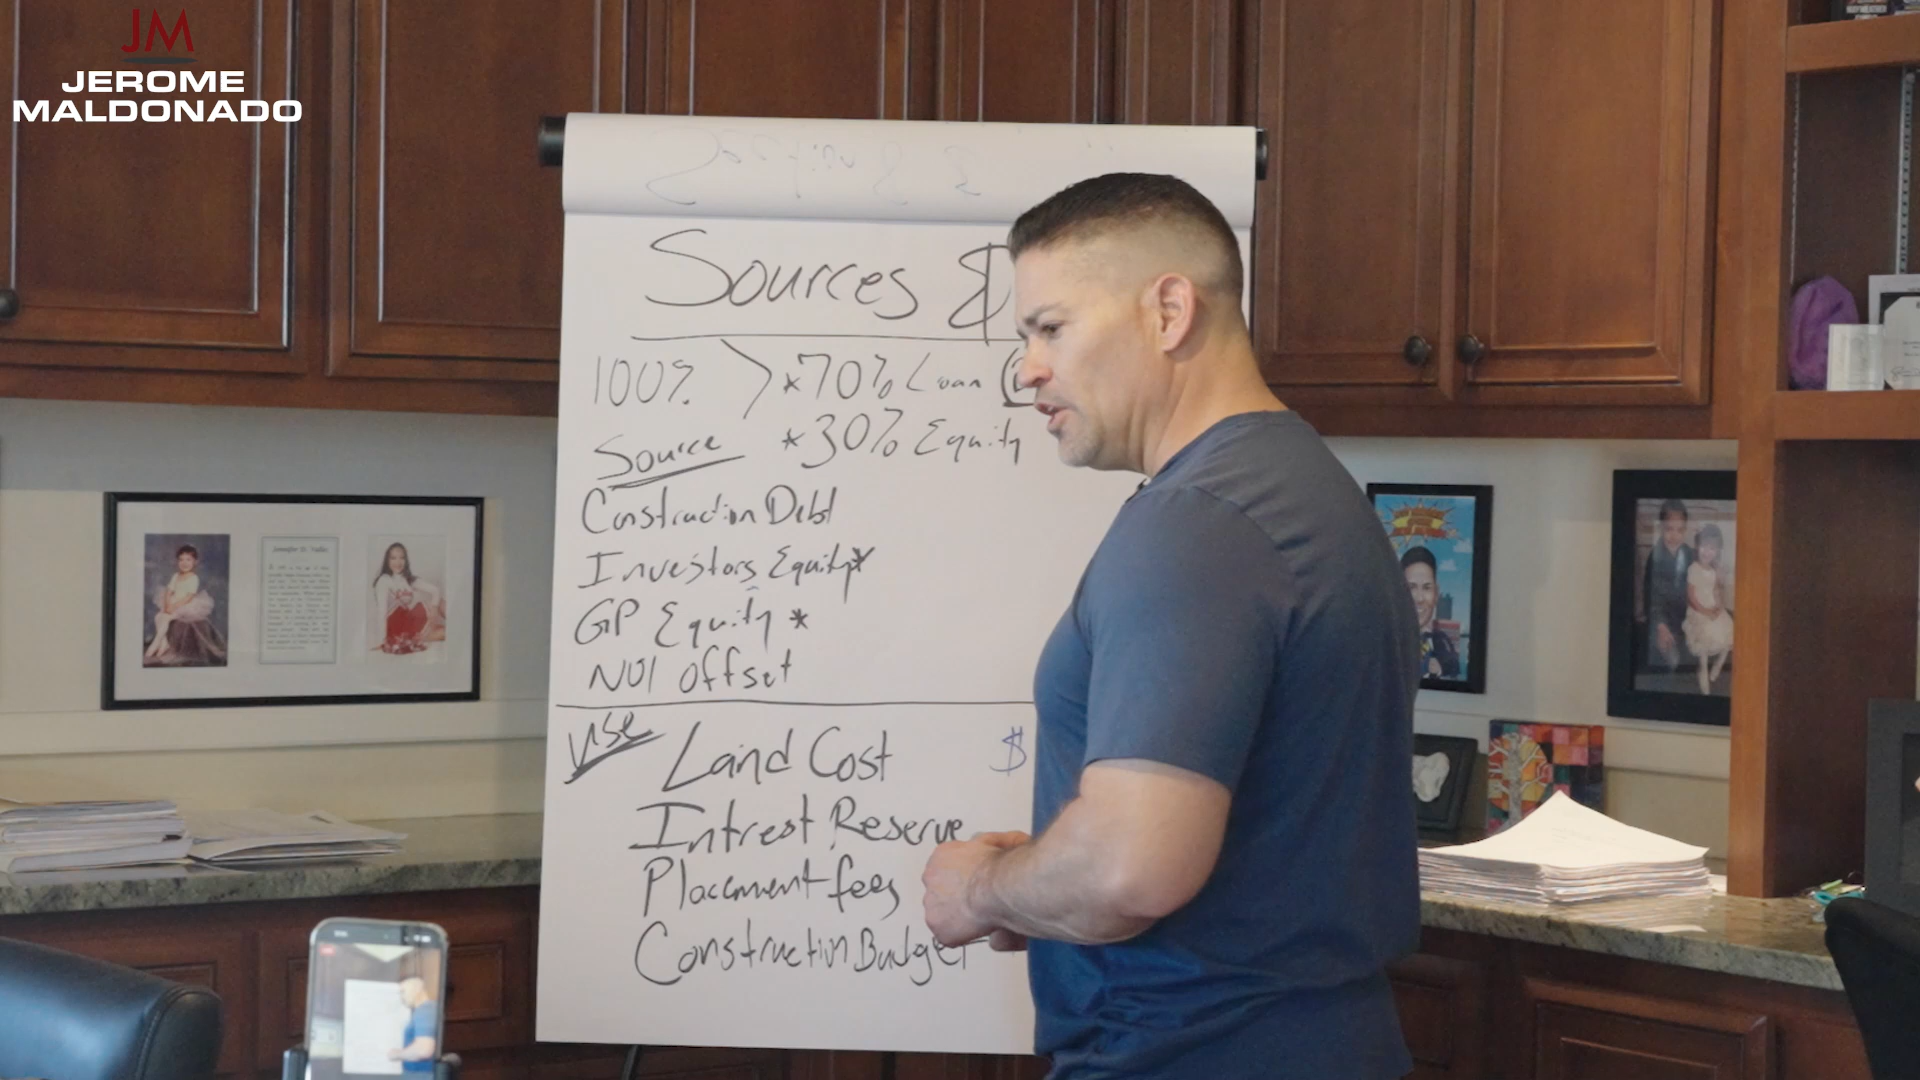 JM
JEROME
MALDONADO
Sources &
100% *70% Loan
Source *30% Equity
Construction Debt
Investors Equity*
GP Equity *
NOI offset
USE Land Cost $
Intrest Reserve
Placement fees
Construction Budget